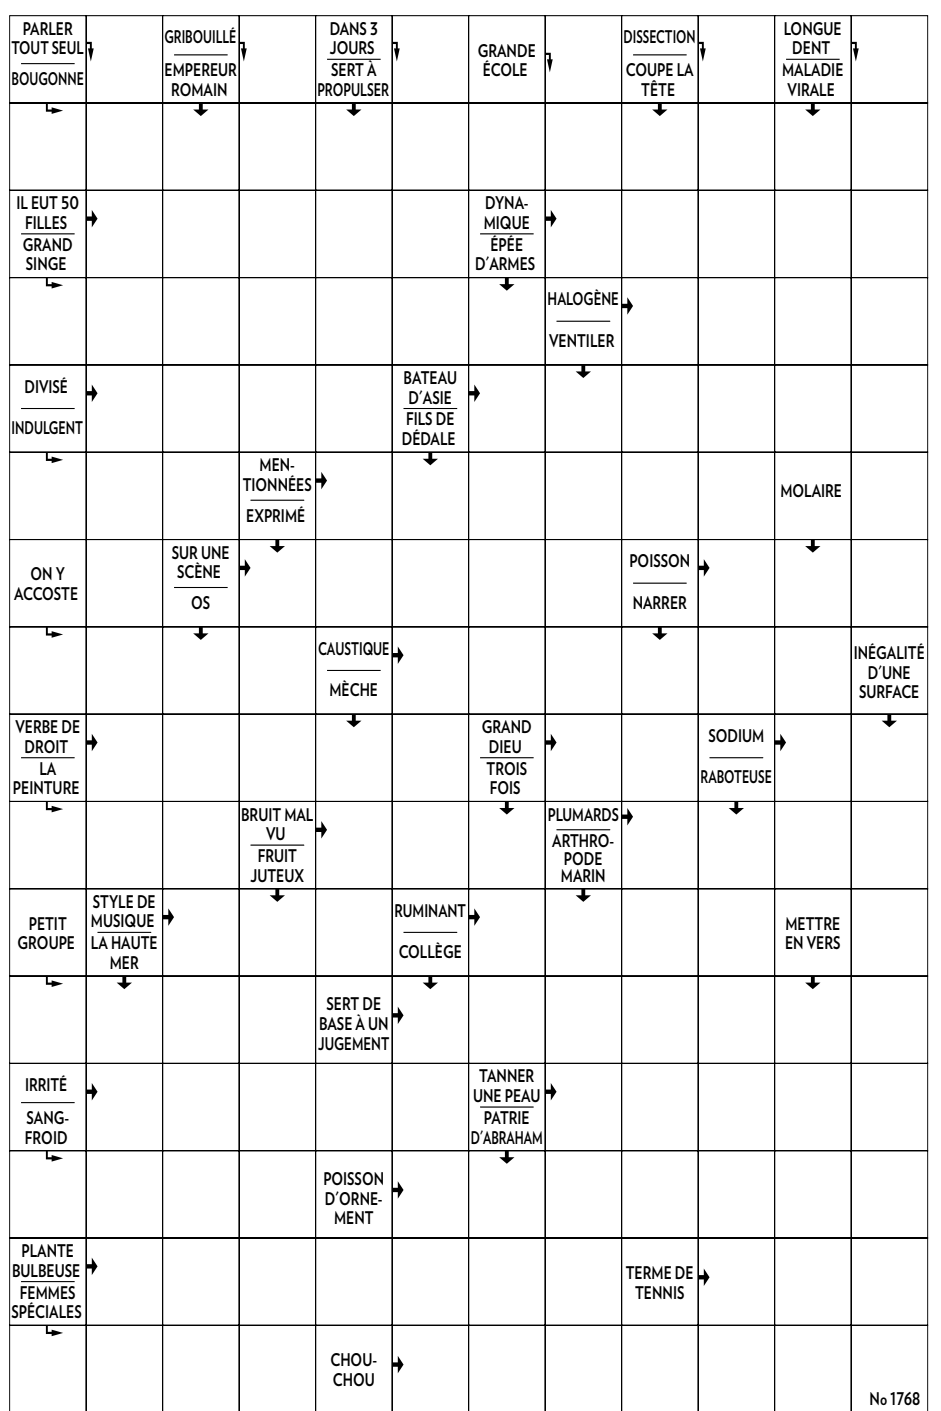 PARLER
TOUT SEUL
BOUGONNE
GRIBOUILLÉ
EMPEREUR
ROMAIN
DANS 3
JOURS
SERT À
PROPULSER
GRANDE
ÉCOLE
DISSECTION
COUPE LA
TÊTE
LONGUE
DENT
MALADIE
VIRALE
IL EUT 50
FILLES
GRAND
SINGE
DYNA-
MIQUE
ÉPÉE
D'ARMES
HALOGÈNE
VENTILER
DIVISÉ
INDULGENT
BATEAU
D'ASIE
FILS DE
DÉDALE
MEN-
TIONNÉES
EXPRIMÉ
MOLAIRE
ON Y
ACCOSTE
SUR UNE
SCÈNE
OS
POISSON
NARRER
CAUSTIQUE
MÈCHE
INÉGALITÉ
D'UNE
SURFACE
VERBE DE
DROIT
LA
PEINTURE
GRAND
DIEU
TROIS
FOIS
SODIUM
RABOTEUSE
BRUIT MAL
VU
FRUIT
JUTEUX
PLUMARDS
ARTHRO-
PODE
MARIN
PETIT
GROUPE
STYLE DE
MUSIQUE
LA HAUTE
MER
RUMINANT
COLLÈGE
METTRE
EN VERS
SERT DE
BASE À UN
JUGEMENT
IRRITÉ
SANG-
FROID
TANNER
UNE PEAU
PATRIE
D'ABRAHAM
POISSON
D'ORNE-
MENT
PLANTE
BULBEUSE
FEMMES
SPÉCIALES
TERME DE
TENNIS
CHOU-
CHOU
No 1768